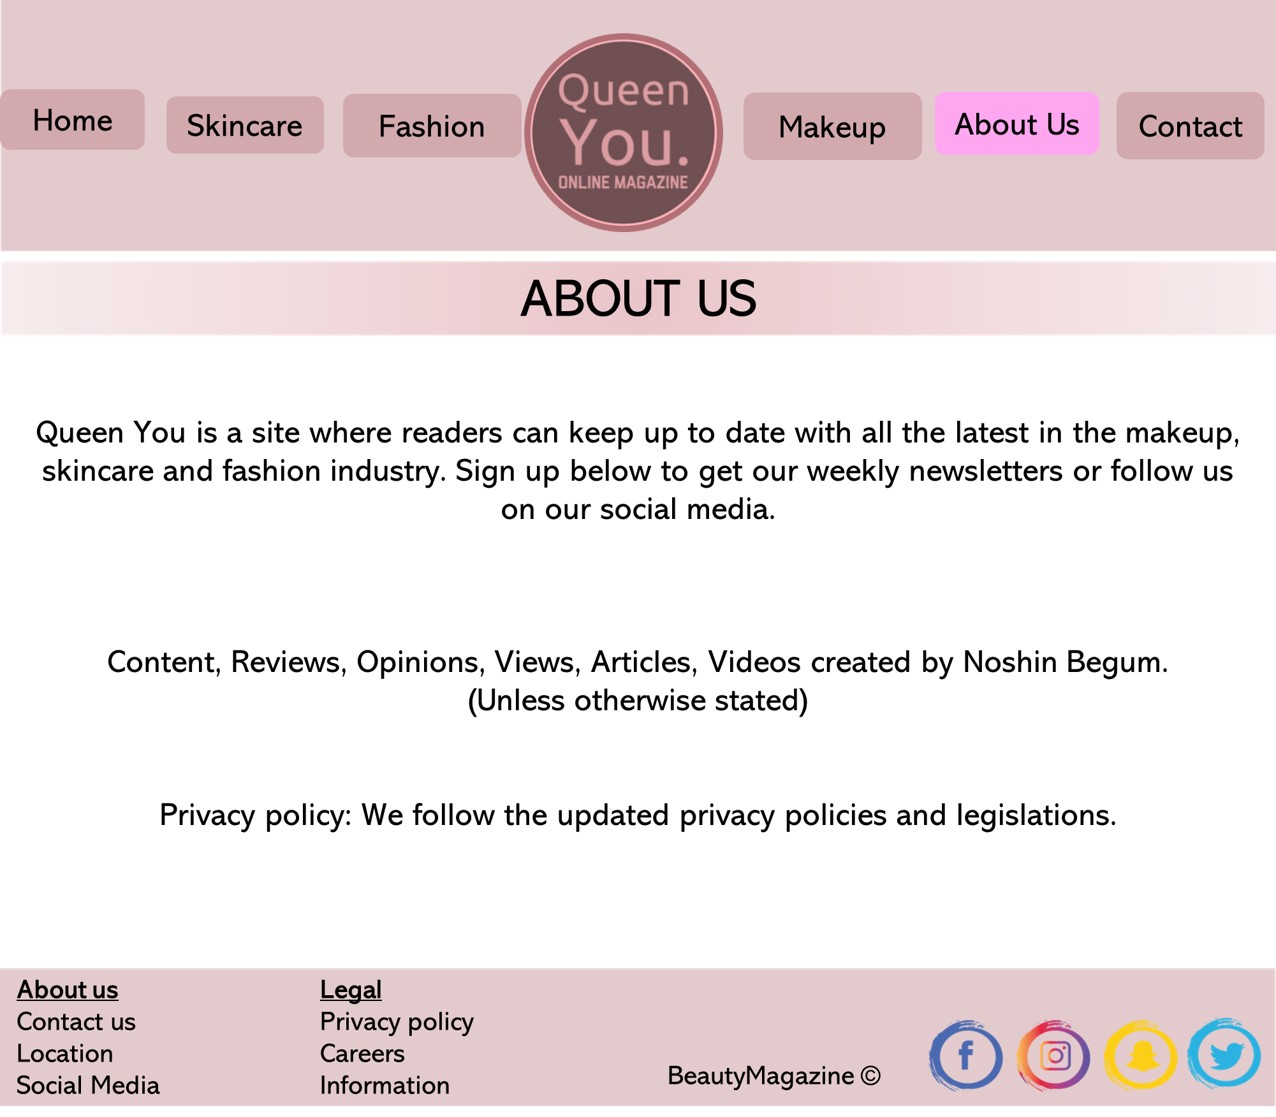 Home
Skincare
Fashion
Queen
You.
ONLINE MAGAZINE
Makeup
About Us
Contact
ABOUT US
Queen You is a site where readers can keep up to date with all the latest in the makeup,
skincare and fashion industry. Sign up below to get our weekly newsletters or follow us
on our social media.
Content, Reviews, Opinions, Views, Articles, Videos created by Noshin Begum.
(Unless otherwise stated)
Privacy policy: We follow the updated privacy policies and legislations.
About us
Contact us
Location
Social Media
Legal
Privacy policy
Careers
Information
BeautyMagazine ©